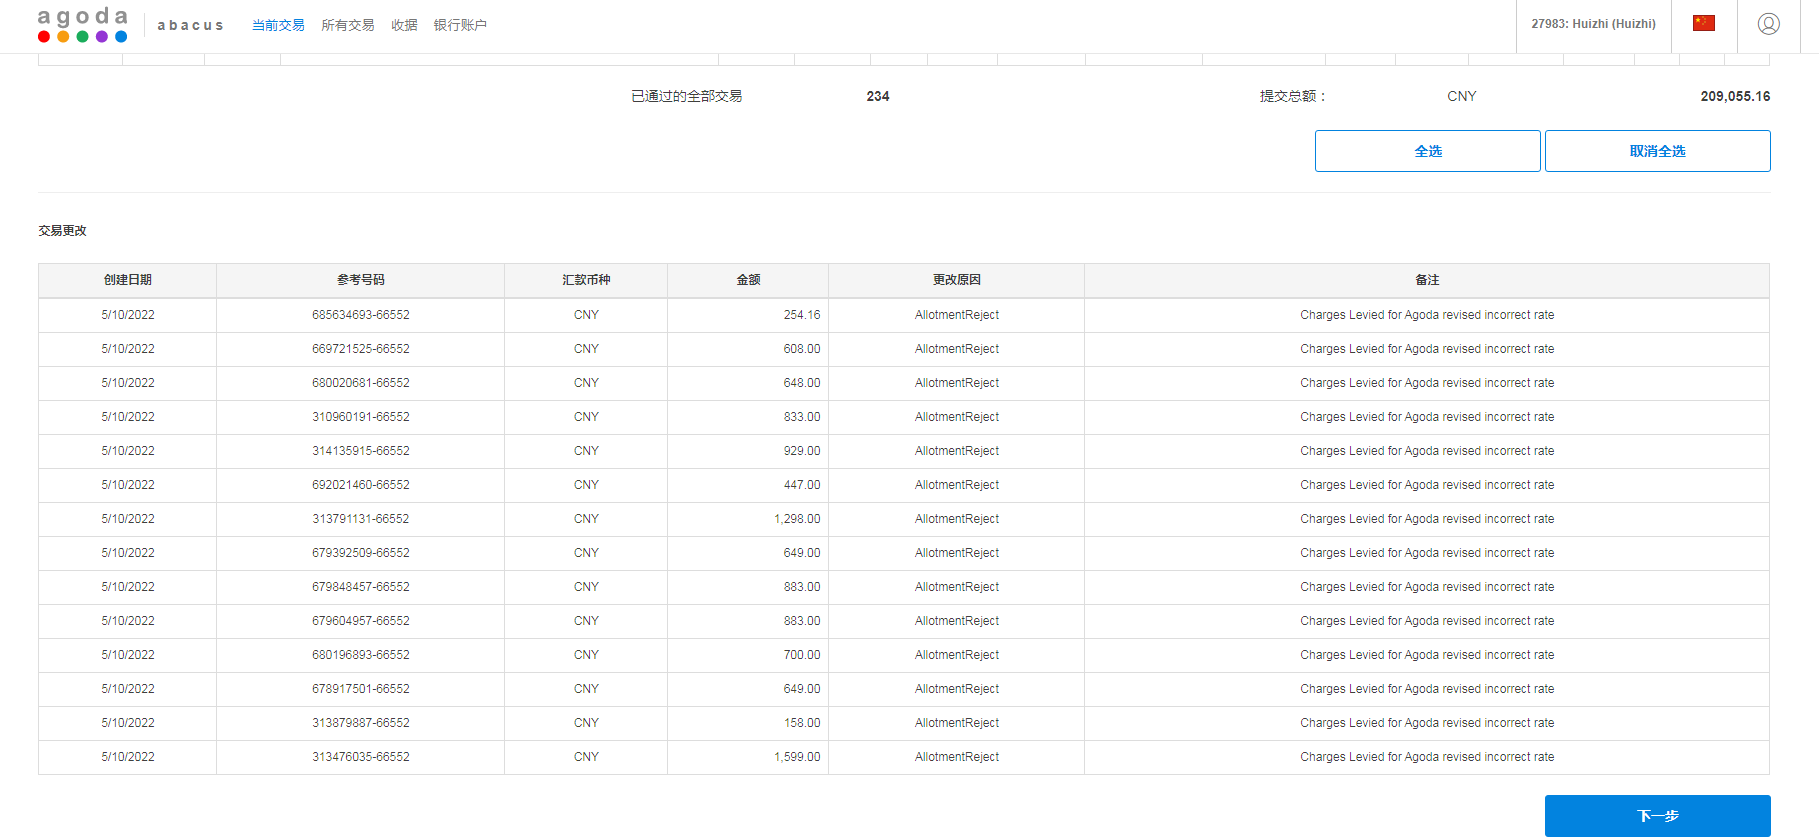 agoda abacus 当前交易 所有交易 收据 银行账户 27983: Huizhi (Huizhi)
已通过的全部交易 234 提交总额： CNY 209,055.16
全选 取消全选
交易更改
创建日期 参考号码 汇款币种 金额 更改原因 备注
5/10/2022 685634693-66552 CNY 254.16 AllotmentReject Charges Levied for Agoda revised incorrect rate
5/10/2022 669721525-66552 CNY 608.00 AllotmentReject Charges Levied for Agoda revised incorrect rate
5/10/2022 680020681-66552 CNY 648.00 AllotmentReject Charges Levied for Agoda revised incorrect rate
5/10/2022 310960191-66552 CNY 833.00 AllotmentReject Charges Levied for Agoda revised incorrect rate
5/10/2022 314135915-66552 CNY 929.00 AllotmentReject Charges Levied for Agoda revised incorrect rate
5/10/2022 692021460-66552 CNY 447.00 AllotmentReject Charges Levied for Agoda revised incorrect rate
5/10/2022 313791131-66552 CNY 1,298.00 AllotmentReject Charges Levied for Agoda revised incorrect rate
5/10/2022 679392509-66552 CNY 649.00 AllotmentReject Charges Levied for Agoda revised incorrect rate
5/10/2022 679848457-66552 CNY 883.00 AllotmentReject Charges Levied for Agoda revised incorrect rate
5/10/2022 679604957-66552 CNY 883.00 AllotmentReject Charges Levied for Agoda revised incorrect rate
5/10/2022 680196893-66552 CNY 700.00 AllotmentReject Charges Levied for Agoda revised incorrect rate
5/10/2022 678917501-66552 CNY 649.00 AllotmentReject Charges Levied for Agoda revised incorrect rate
5/10/2022 313879887-66552 CNY 158.00 AllotmentReject Charges Levied for Agoda revised incorrect rate
5/10/2022 313476035-66552 CNY 1,599.00 AllotmentReject Charges Levied for Agoda revised incorrect rate
下一步